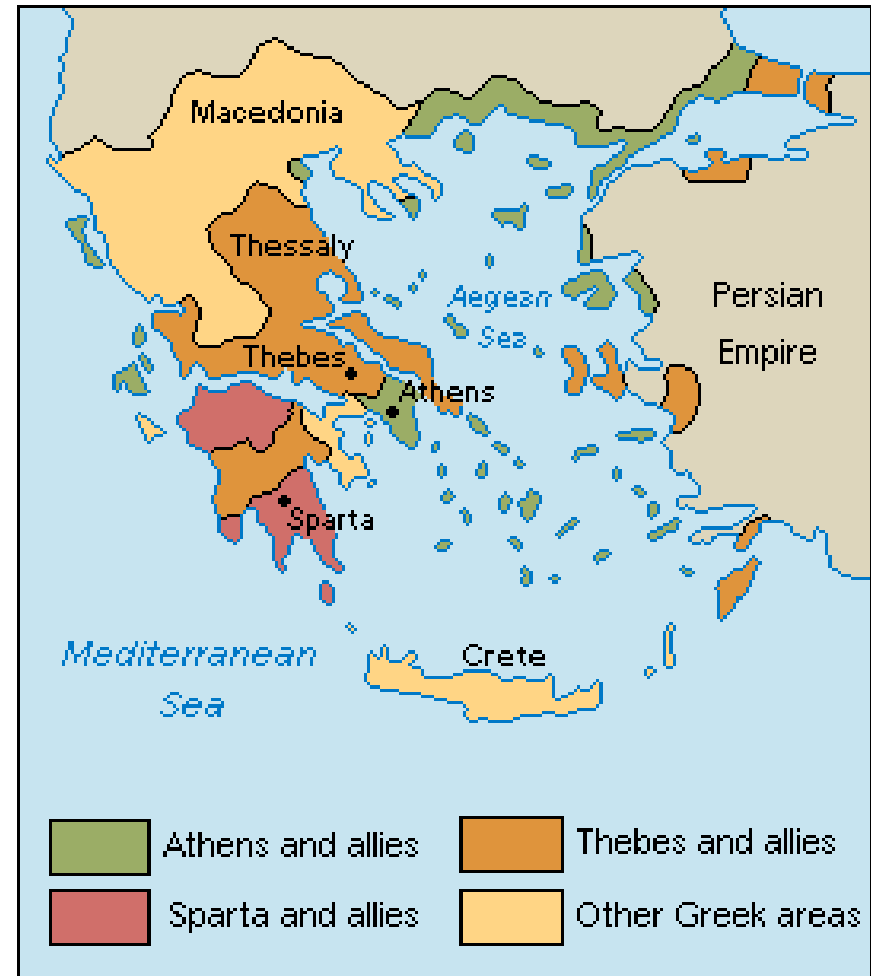 Macedonia
Thessaly
Aegean
Sea
Persian
Empire
Thebes
Athens
Sparta
Mediterranean
Sea
Crete
Athens and allies
Thebes and allies
Sparta and allies
Other Greek areas